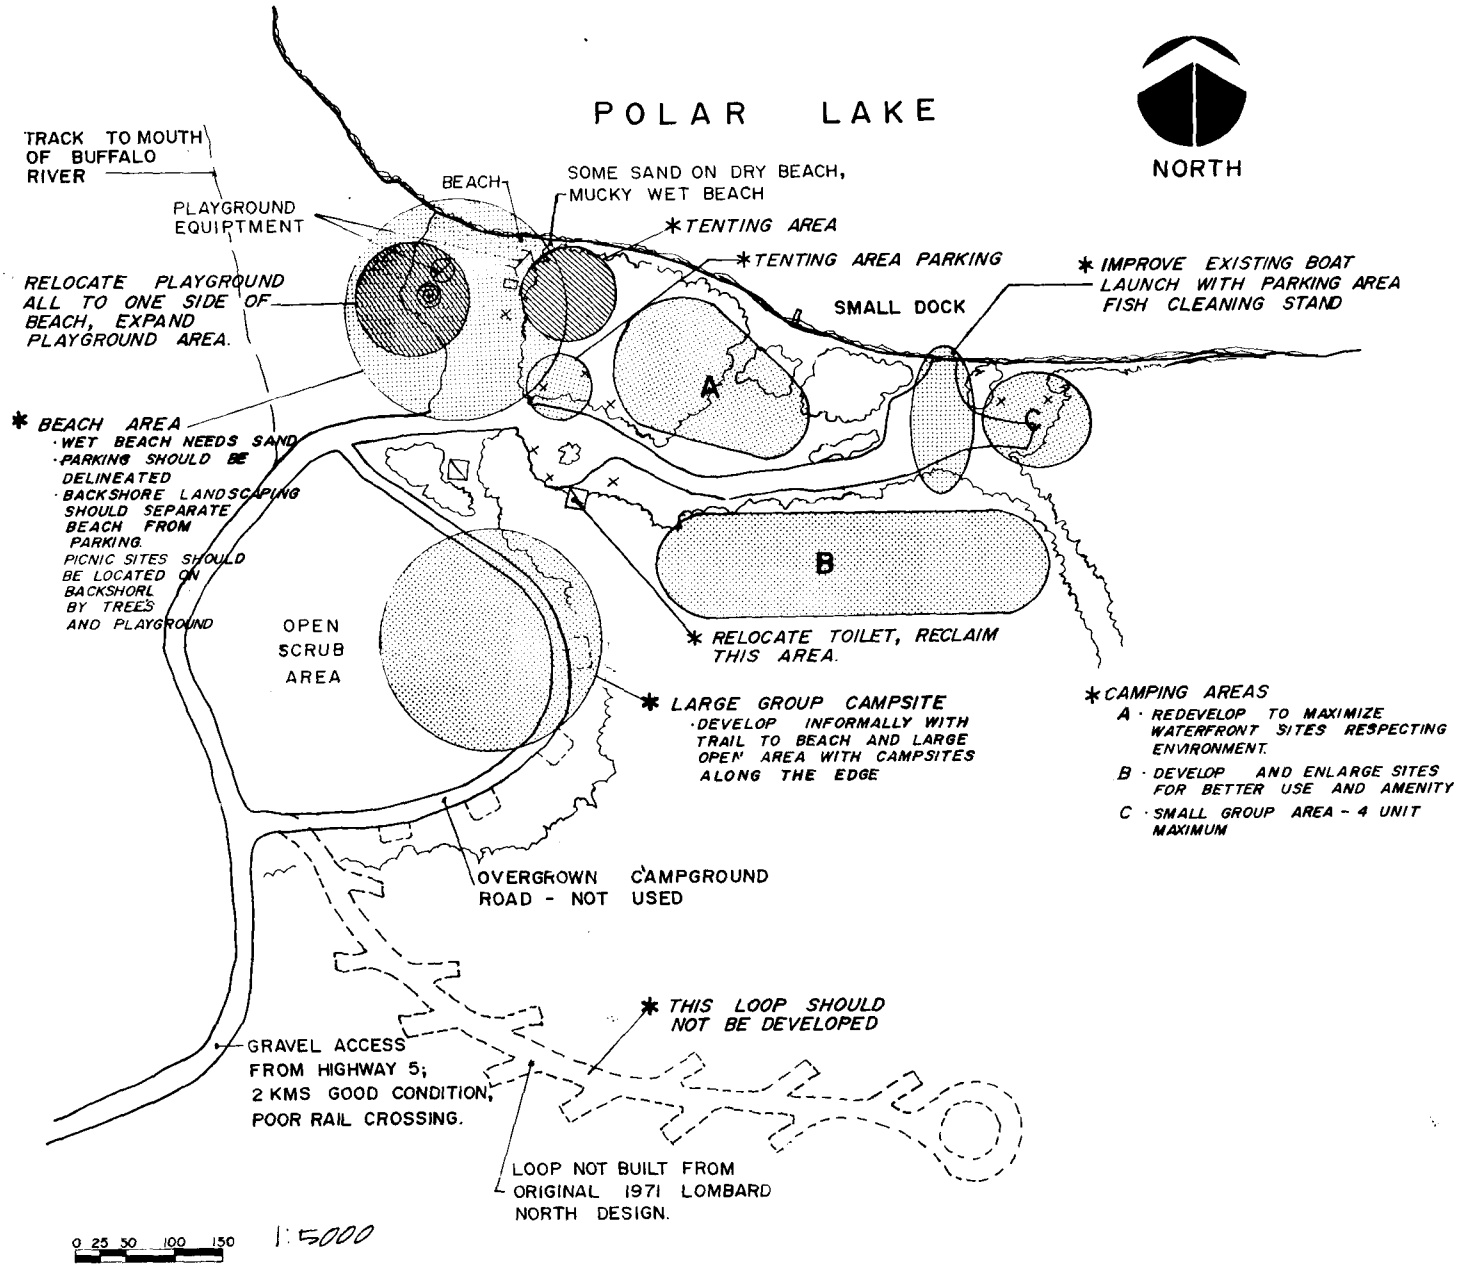 POLAR LAKE
NORTH
TRACK TO MOUTH
OF BUFFALO
RIVER
PLAYGROUND
EQUIPTMENT
BEACH
SOME SAND ON DRY BEACH,
MUCKY WET BEACH
* TENTING AREA
* TENTING AREA PARKING
SMALL DOCK
* IMPROVE EXISTING BOAT
LAUNCH WITH PARKING AREA
FISH CLEANING STAND
RELOCATE PLAYGROUND
ALL TO ONE SIDE OF
BEACH, EXPAND
PLAYGROUND AREA.
A
C
B
* BEACH AREA
· WET BEACH NEEDS SAND
· PARKING SHOULD BE
DELINEATED
· BACKSHORE LANDSCAPING
SHOULD SEPARATE
BEACH FROM
PARKING.
PICNIC SITES SHOULD
BE LOCATED ON
BACKSHORL
BY TREES
AND PLAYGROUND
OPEN
SCRUB
AREA
* RELOCATE TOILET, RECLAIM
THIS AREA.
* LARGE GROUP CAMPSITE
· DEVELOP INFORMALLY WITH
TRAIL TO BEACH AND LARGE
OPEN AREA WITH CAMPSITES
ALONG THE EDGE
* CAMPING AREAS
A · REDEVELOP TO MAXIMIZE
WATERFRONT SITES RESPECTING
ENVIRONMENT.
B · DEVELOP AND ENLARGE SITES
FOR BETTER USE AND AMENITY
C · SMALL GROUP AREA - 4 UNIT
MAXIMUM
OVERGROWN CAMPGROUND
ROAD - NOT USED
* THIS LOOP SHOULD
NOT BE DEVELOPED
GRAVEL ACCESS
FROM HIGHWAY 5;
2 KMS GOOD CONDITION,
POOR RAIL CROSSING.
LOOP NOT BUILT FROM
ORIGINAL 1971 LOMBARD
NORTH DESIGN.
0 25 50 100 150
1:5000